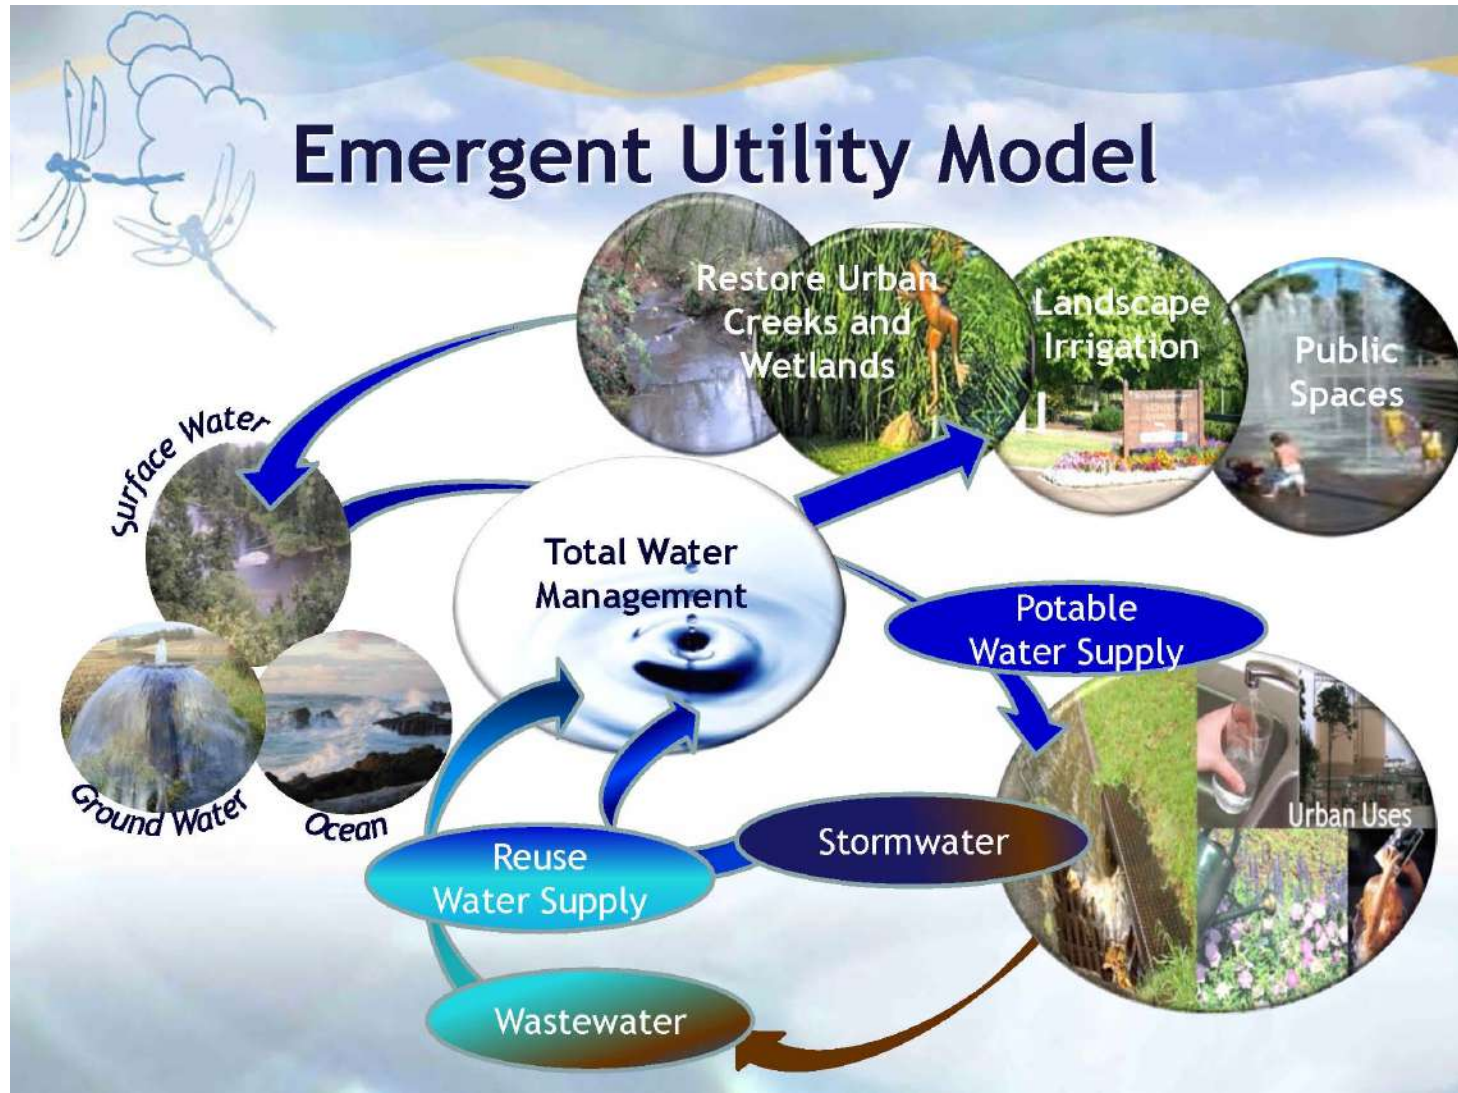 Emergent Utility Model
Restore Urban
Creeks and
Wetlands
Landscape
Irrigation
Public
Spaces
Surface Water
Total Water
Management
Potable
Water Supply
Ground Water
Ocean
Urban Uses
Stormwater
Reuse
Water Supply
Wastewater